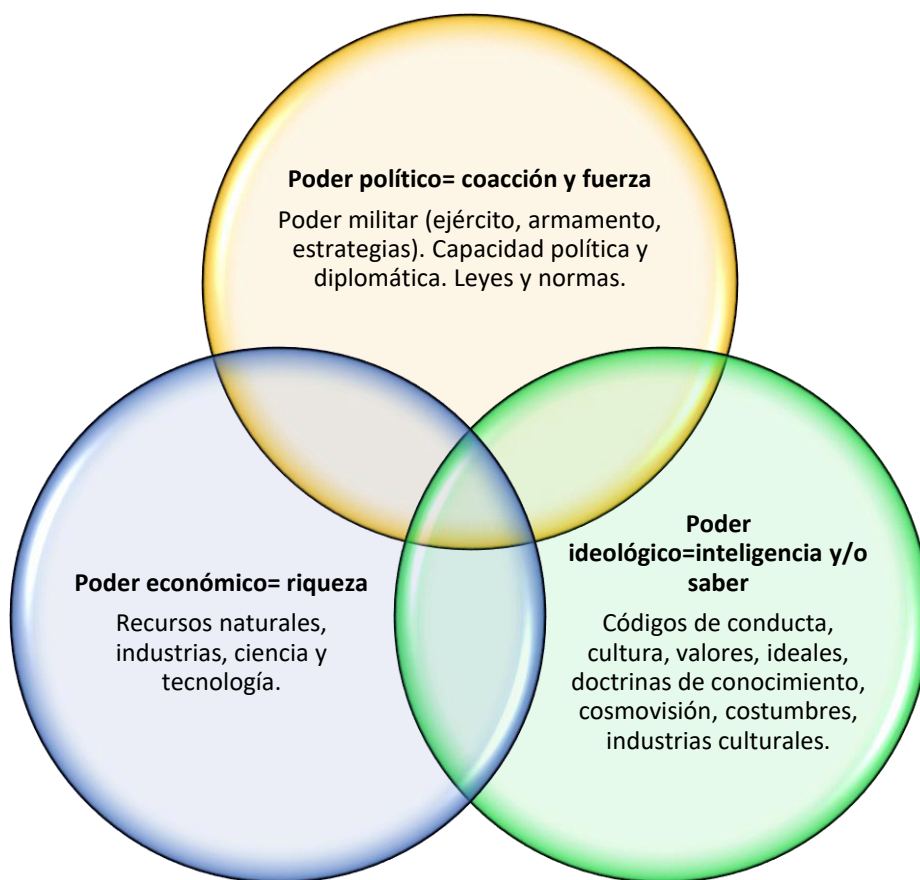 Poder político= coacción y fuerza
Poder militar (ejército, armamento,
estrategias). Capacidad política y
diplomática. Leyes y normas.
Poder económico= riqueza
Recursos naturales,
industrias, ciencia y
tecnología.
Poder
ideológico=inteligencia y/o
saber
Códigos de conducta,
cultura, valores, ideales,
doctrinas de conocimiento,
cosmovisión, costumbres,
industrias culturales.